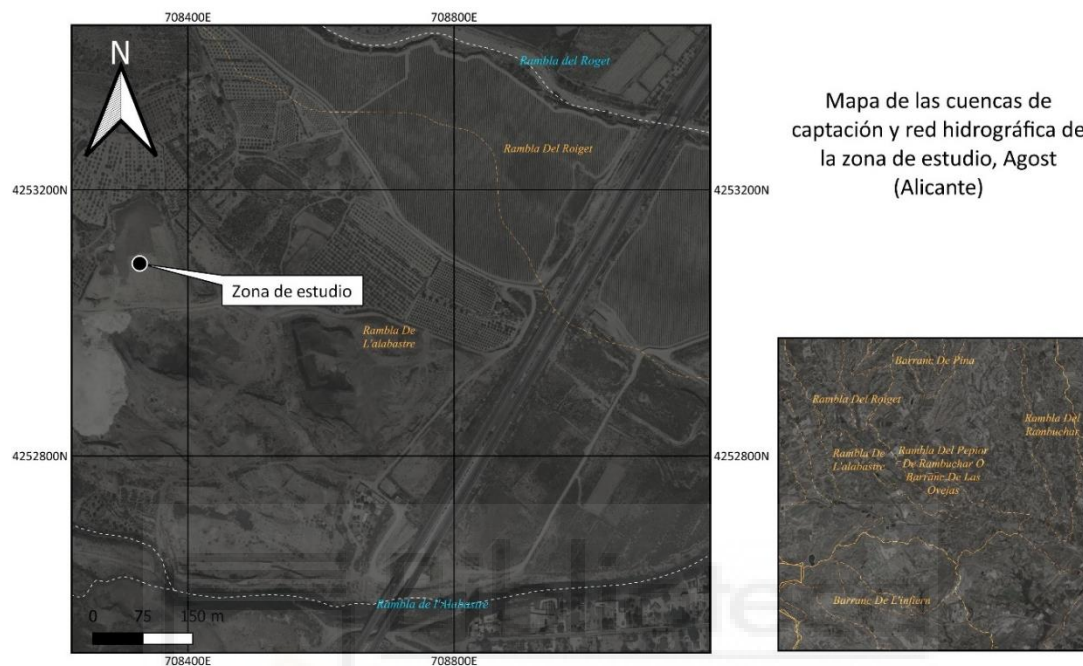 708400E
708800E
N
Rambla del Roget
Rambla Del Roiget
4253200N
4253200N
Zona de estudio
Rambla De
L'alabastre
4252800N
4252800N
Rambla de l'Alabastre
0 75 150 m
708400E
708800E
Mapa de las cuencas de
captación y red hidrográfica de
la zona de estudio, Agost
(Alicante)
Barranc De Pina
Rambla Del Roiget
Rambla Del
Rambuchar
Rambla De
L'alabastre
Rambla Del Pepior
De Rambuchar O
Barranc De Las
Ovejas
Barranc De L'infiern